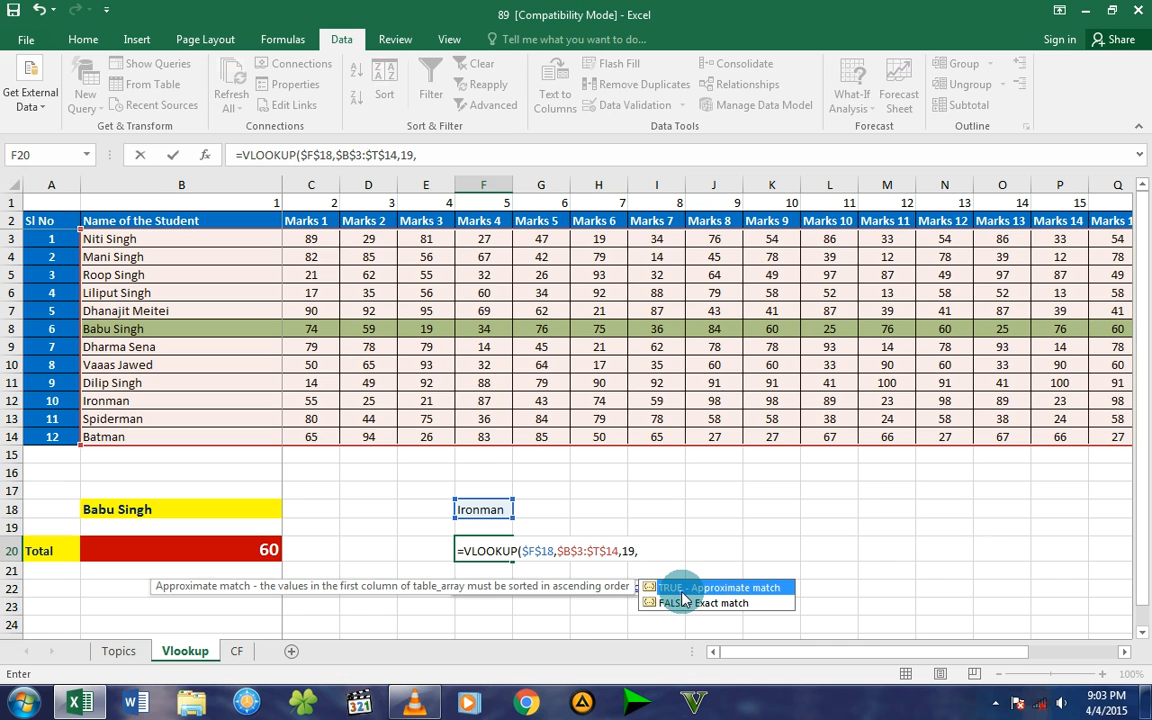 89 [Compatibility Mode] - Excel
File Home Insert Page Layout Formulas Data Review View Tell me what you want to do... Sign in Share
Get External Data
New Query
Show Queries
From Table
Recent Sources
Get & Transform
Refresh All
Connections
Properties
Edit Links
Connections
Sort
Filter
Clear
Reapply
Advanced
Sort & Filter
Text to Columns
Flash Fill
Remove Duplicates
Data Validation
Consolidate
Relationships
Manage Data Model
Data Tools
What-If Analysis
Forecast Sheet
Forecast
Group
Ungroup
Subtotal
Outline
F20 fx =VLOOKUP($F$18,$B$3:$T$14,19,
A B C D E F G H I J K L M N O P Q
1 1 2 3 4 5 6 7 8 9 10 11 12 13 14 15
2 Sl No Name of the Student Marks 1 Marks 2 Marks 3 Marks 4 Marks 5 Marks 6 Marks 7 Marks 8 Marks 9 Marks 10 Marks 11 Marks 12 Marks 13 Marks 14 Marks 1
3 1 Niti Singh 89 29 81 27 47 19 34 76 54 86 33 54 86 33 54
4 2 Mani Singh 82 85 56 67 42 79 14 45 78 39 12 78 39 12 78
5 3 Roop Singh 21 62 55 32 26 93 32 64 49 97 87 49 97 87 49
6 4 Liliput Singh 17 35 56 60 34 92 88 79 58 52 13 58 52 13 58
7 5 Dhanajit Meitei 90 92 95 69 62 21 87 43 41 87 39 41 87 39 41
8 6 Babu Singh 74 59 19 34 76 75 36 84 60 25 76 60 25 76 60
9 7 Dharma Sena 79 78 79 14 45 21 62 78 78 93 14 78 93 14 78
10 8 Vaaas Jawed 50 65 93 32 64 17 35 60 60 33 90 60 33 90 60
11 9 Dilip Singh 14 49 92 88 79 90 92 91 91 41 100 91 41 100 91
12 10 Ironman 55 25 21 87 43 74 59 98 98 89 23 98 89 23 98
13 11 Spiderman 80 44 75 36 84 79 78 58 58 38 24 58 38 24 58
14 12 Batman 65 94 26 83 85 50 65 27 27 67 66 27 67 66 27
15
16
17
18 Babu Singh Ironman
19
20 Total 60 =VLOOKUP($F$18,$B$3:$T$14,19,
21
22 Approximate match - the values in the first column of table_array must be sorted in ascending order TRUE - Approximate match
23 FALSE - Exact match
24
Topics Vlookup CF
Enter 100%
321
9:03 PM
4/4/2015